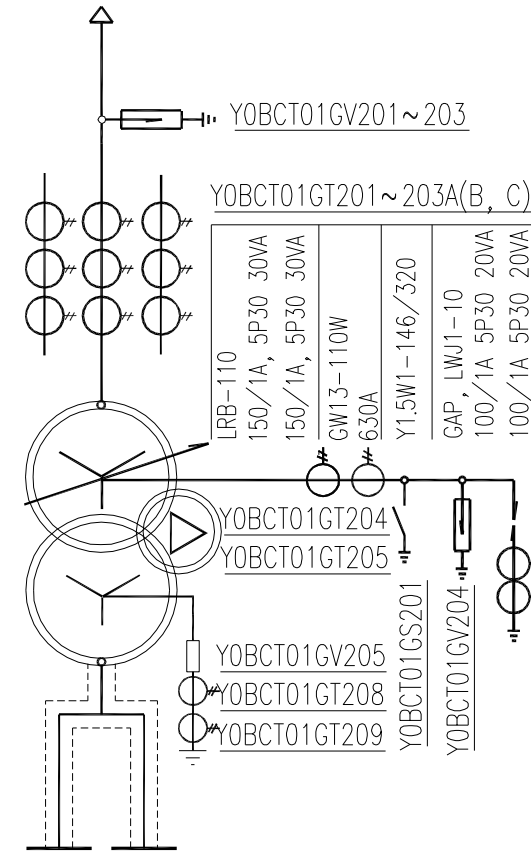 Y0BCT01GV201~203
Y0BCT01GT201~203A(B, C)
LRB-110
150/1A, 5P30 30VA
150/1A, 5P30 30VA
GW13-110W
630A
Y1.5W1-146/320
GAP, LWJ1-10
100/1A 5P30 20VA
100/1A 5P30 20VA
Y0BCT01GT204
Y0BCT01GT205
Y0BCT01GS201
Y0BCT01GV204
Y0BCT01GV205
Y0BCT01GT208
Y0BCT01GT209